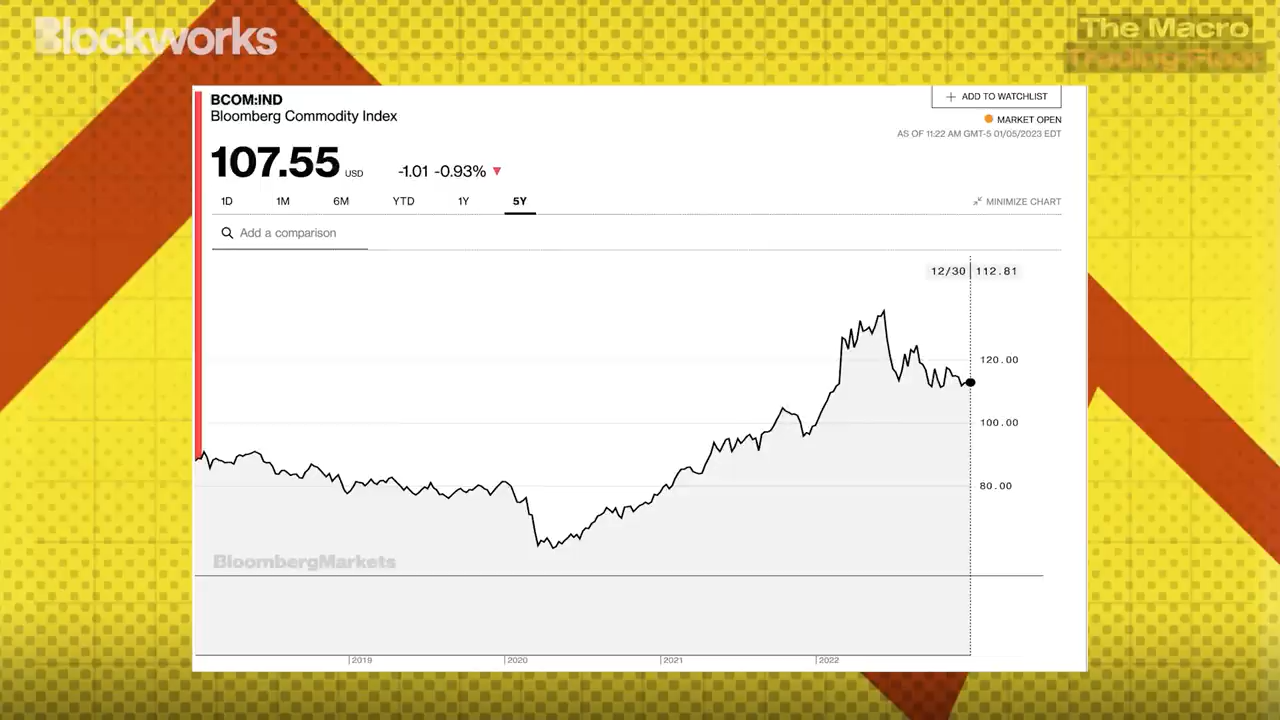 Blockworks
The Macro
Trading Floor
BCOM:IND
Bloomberg Commodity Index
+ ADD TO WATCHLIST
MARKET OPEN
AS OF 11:22 AM GMT-5 01/05/2023 EDT
107.55 USD -1.01 -0.93% ▼
1D 1M 6M YTD 1Y 5Y
MINIMIZE CHART
Add a comparison
12/30 112.81
120.00
100.00
80.00
BloombergMarkets
2019 2020 2021 2022